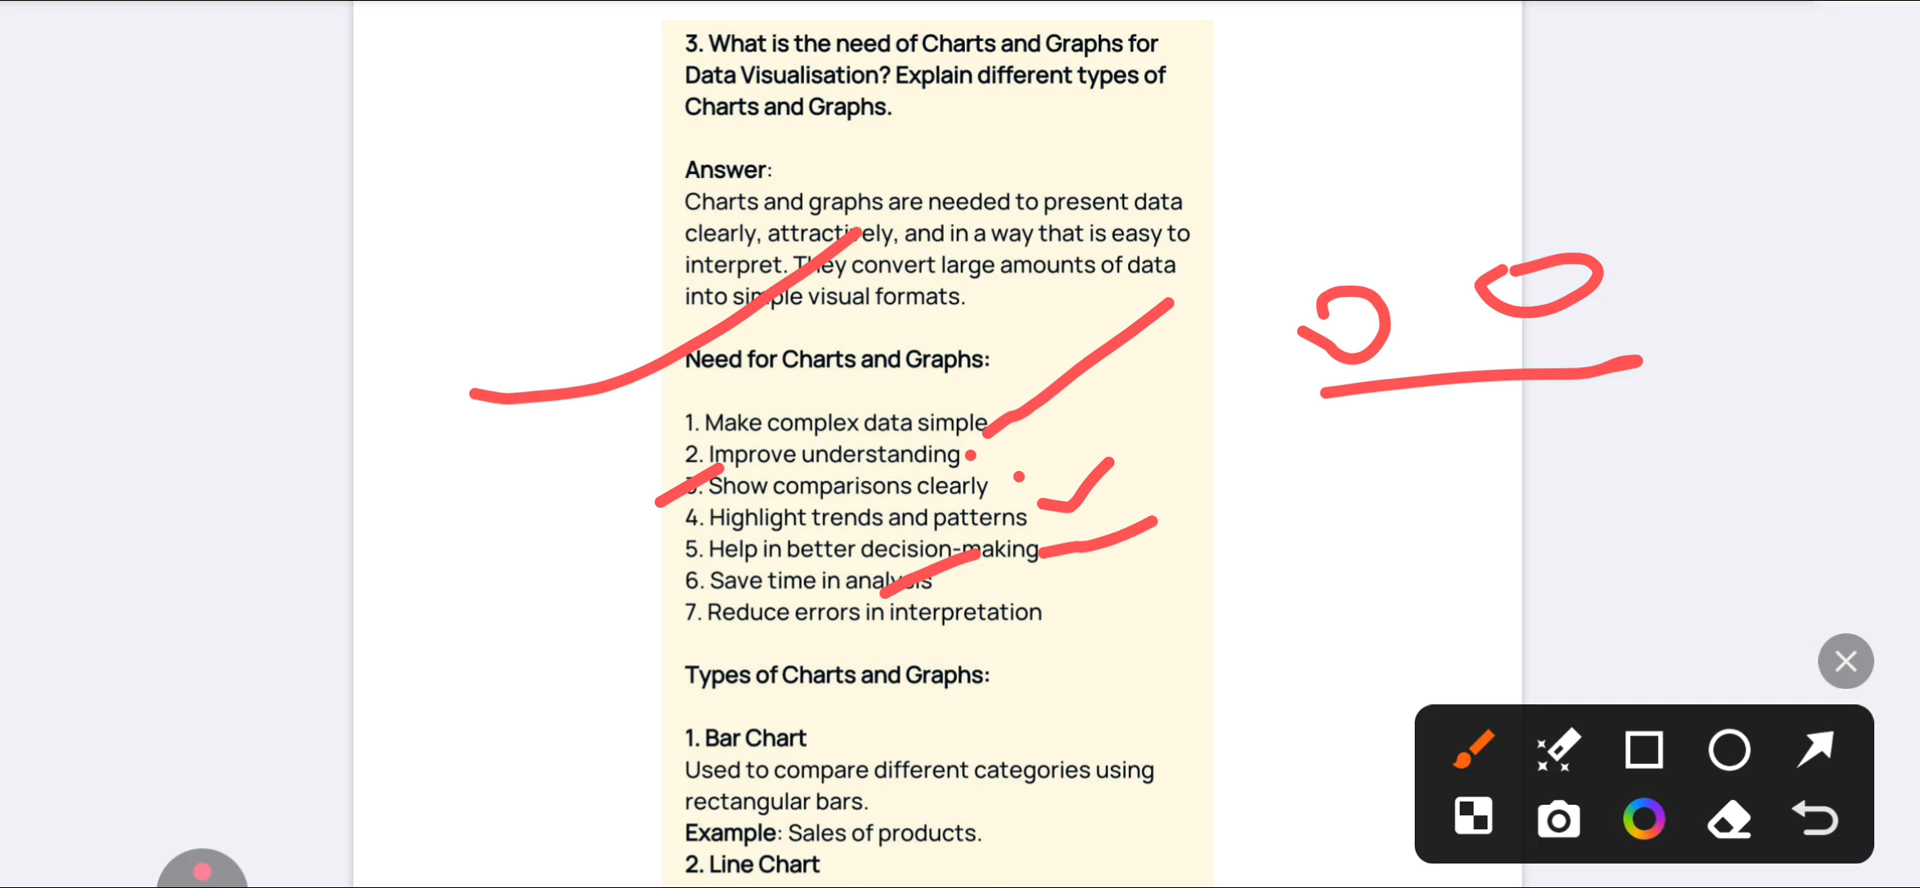 3. What is the need of Charts and Graphs for
Data Visualisation? Explain different types of
Charts and Graphs.
Answer:
Charts and graphs are needed to present data
clearly, attractively, and in a way that is easy to
interpret. They convert large amounts of data
into simple visual formats.
Need for Charts and Graphs:
1. Make complex data simple
2. Improve understanding
3. Show comparisons clearly
4. Highlight trends and patterns
5. Help in better decision-making
6. Save time in analysis
7. Reduce errors in interpretation
Types of Charts and Graphs:
1. Bar Chart
Used to compare different categories using
rectangular bars.
Example: Sales of products.
2. Line Chart